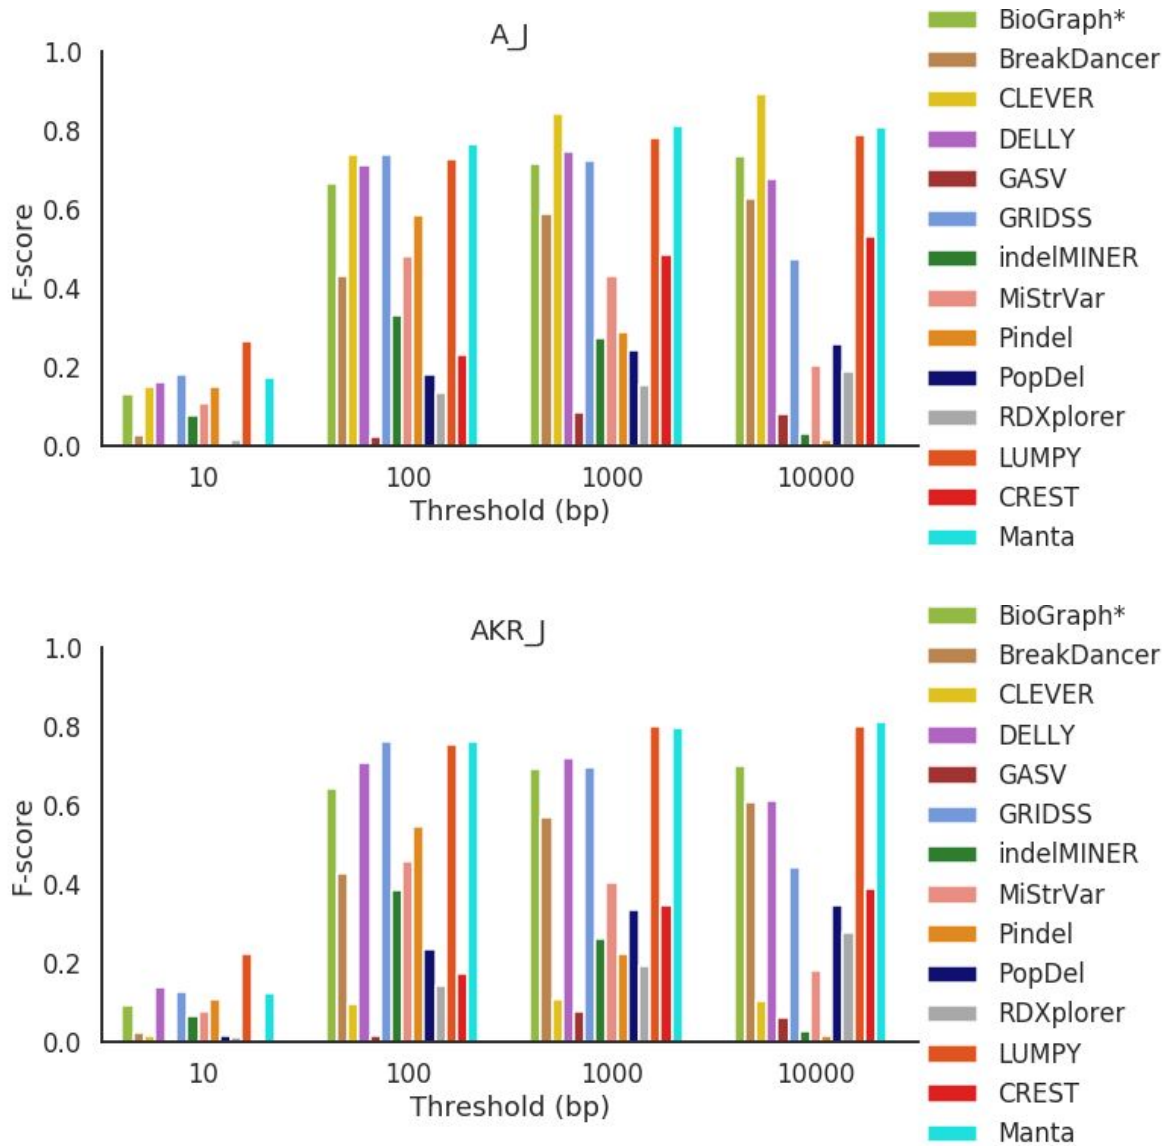 A_J
F-score
1.0
0.8
0.6
0.4
0.2
0.0
10 100 1000 10000
Threshold (bp)
BioGraph*
BreakDancer
CLEVER
DELLY
GASV
GRIDSS
indelMINER
MiStrVar
Pindel
PopDel
RDXplorer
LUMPY
CREST
Manta
AKR_J
F-score
1.0
0.8
0.6
0.4
0.2
0.0
10 100 1000 10000
Threshold (bp)
BioGraph*
BreakDancer
CLEVER
DELLY
GASV
GRIDSS
indelMINER
MiStrVar
Pindel
PopDel
RDXplorer
LUMPY
CREST
Manta